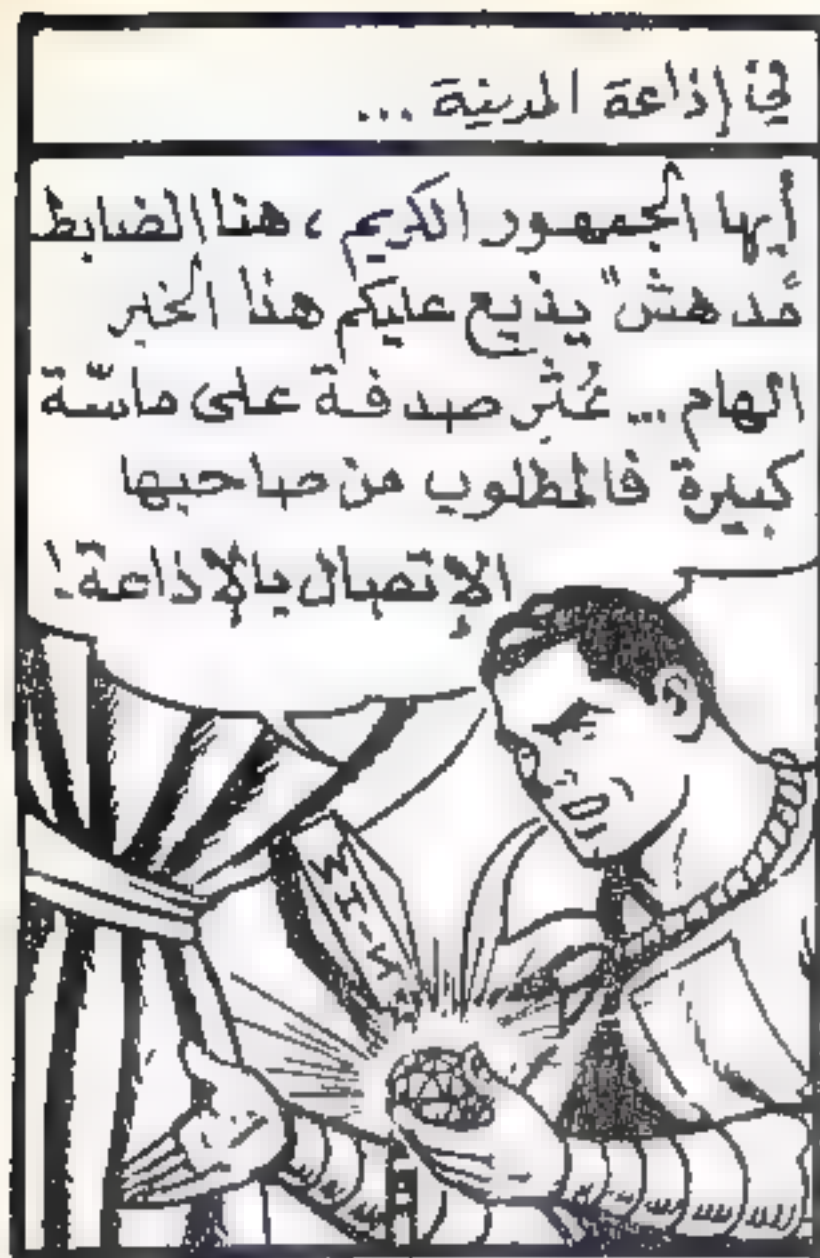 في إذاعة المدينة ...
أيها الجمهور الكريم ، هنا الضابط
"مدهش" يذيع عليكم هذا الخبر
الهام ... عُثر صدفة على ماسّة
كبيرة فالمطلوب من صاحبها
الإتصال بالإذاعة !